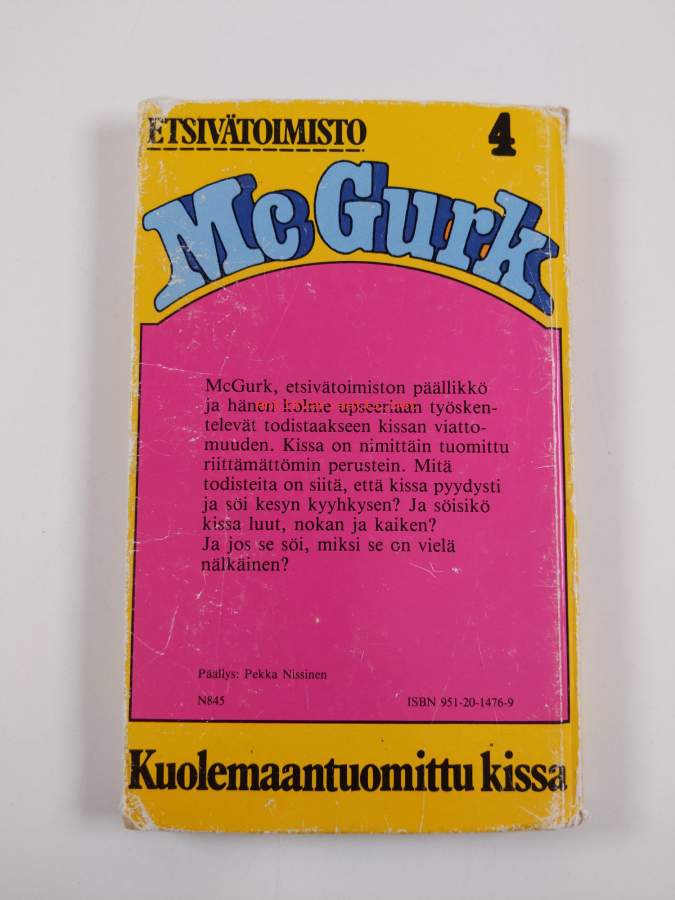 ETSIVÄTOIMISTO 4
McGurk
McGurk, etsivätoimiston päällikkö
ja hänen kolme upseeriaan työsken-
televät todistaakseen kissan viatto-
muuden. Kissa on nimittäin tuomittu
riittämättömin perustein. Mitä
todisteita on siitä, että kissa pyydysti
ja söi kesyn kyyhkysen? Ja söisikö
kissa luut, nokan ja kaiken?
Ja jos se söi, miksi se on vielä
nälkäinen?
Päällys: Pekka Nissinen
N845 ISBN 951-20-1476-9
Kuolemaantuomittu kissa